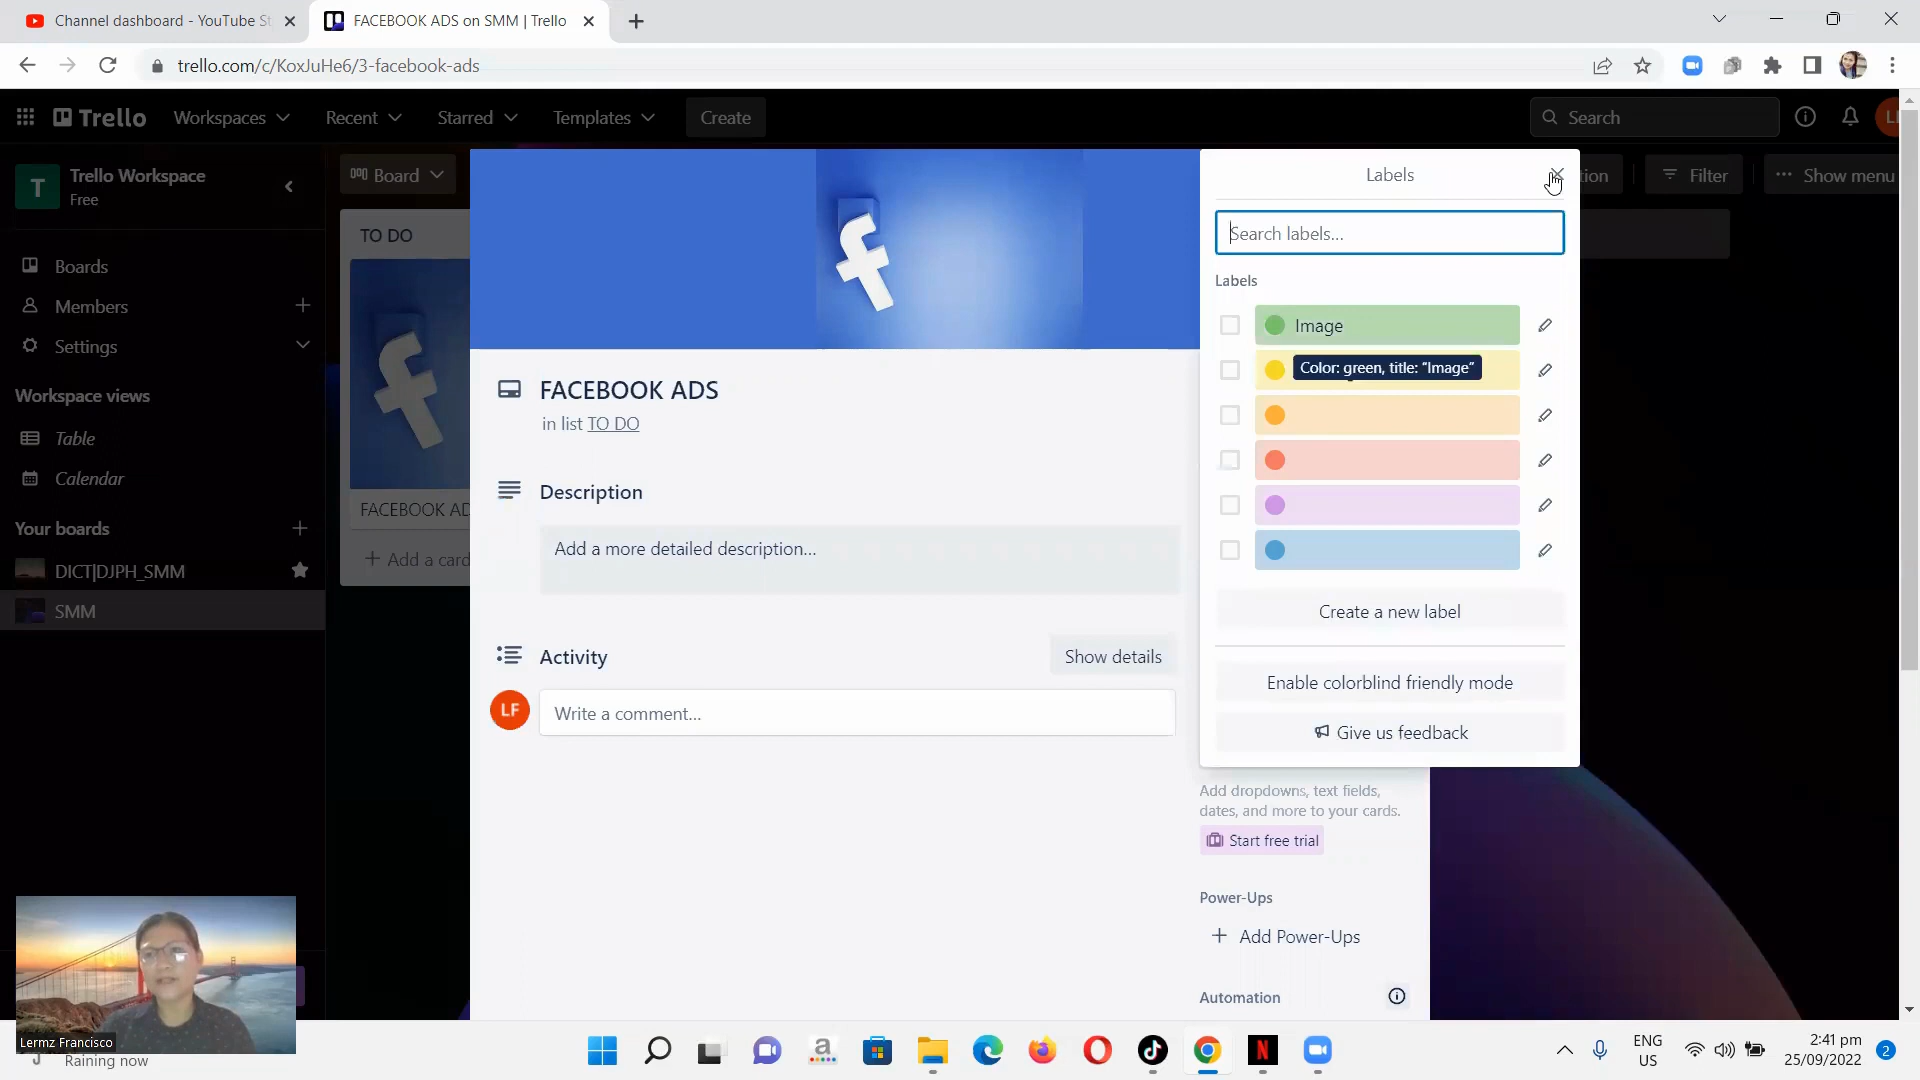 Channel dashboard - YouTube St
FACEBOOK ADS on SMM | Trello
trello.com/c/KoxJuHe6/3-facebook-ads
Trello
Workspaces
Recent
Starred
Templates
Create
Search
LF
T
Trello Workspace
Free
Board
tion
Filter
Show menu
Boards
Members
Settings
Workspace views
Table
Calendar
Your boards
DICT|DJPH_SMM
SMM
TO DO
FACEBOOK AD
Add a card
FACEBOOK ADS
in list TO DO
Description
Add a more detailed description...
Activity
Show details
LF
Write a comment...
Labels
Search labels...
Labels
Image
Color: green, title: “Image”
Create a new label
Enable colorblind friendly mode
Give us feedback
Add dropdowns, text fields,
dates, and more to your cards.
Start free trial
Power-Ups
Add Power-Ups
Automation
Lermz Francisco
Raining now
ENG
US
2:41 pm
25/09/2022
2